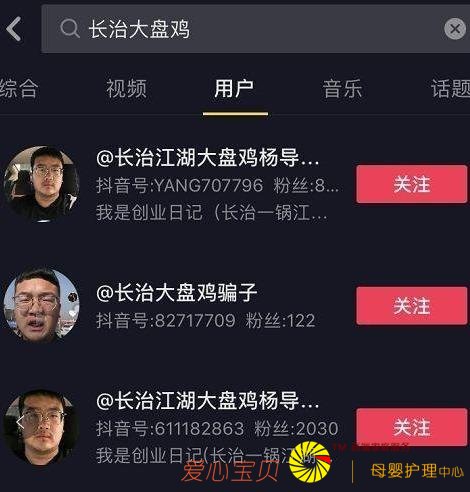 长治大盘鸡
综合 视频 用户 音乐 话题
@长治江湖大盘鸡杨导...
抖音号:YANG707796 粉丝:8...
关注
我是创业日记（长治一锅江...
@长治大盘鸡骗子
抖音号:82717709 粉丝:122
关注
@长治江湖大盘鸡杨导...
抖音号:611182863 粉丝:2030
关注
我是创业日记(长治一锅江湖
爱心宝贝
TM
母婴护理中心